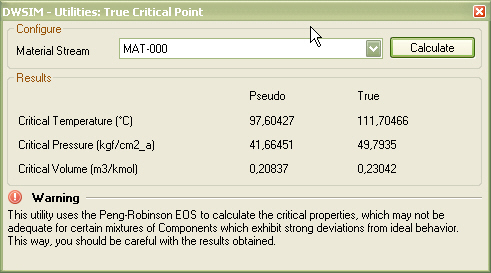 DWSIM - Utilities: True Critical Point
Configure
Material Stream MAT-000 Calculate
Results
Pseudo True
Critical Temperature (°C) 97,60427 111,70466
Critical Pressure (kgf/cm2_a) 41,66451 49,7935
Critical Volume (m3/kmol) 0,20837 0,23042
Warning
This utility uses the Peng-Robinson EOS to calculate the critical properties, which may not be
adequate for certain mixtures of Components which exhibit strong deviations from ideal behavior.
This way, you should be careful with the results obtained.